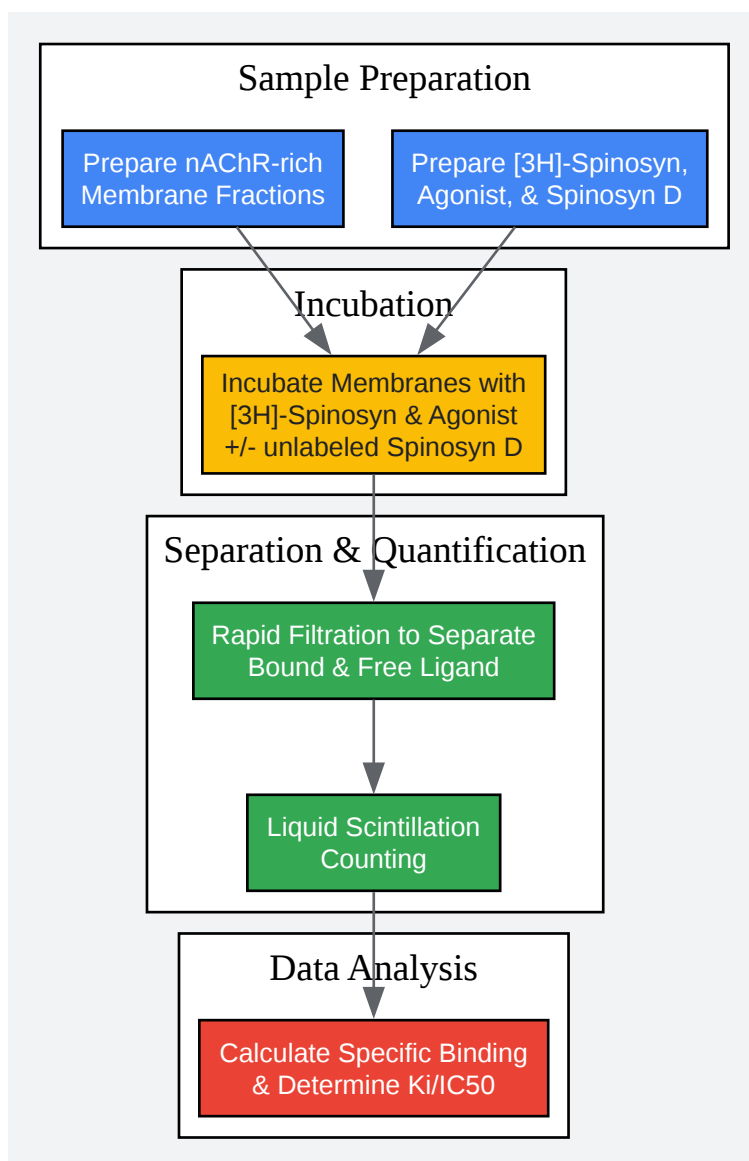 Sample Preparation
Prepare nAChR-rich
Membrane Fractions
Prepare [3H]-Spinosyn,
Agonist, & Spinosyn D
Incubation
Incubate Membranes with
[3H]-Spinosyn & Agonist
+/- unlabeled Spinosyn D
Separation & Quantification
Rapid Filtration to Separate
Bound & Free Ligand
Liquid Scintillation
Counting
Data Analysis
Calculate Specific Binding
& Determine Ki/IC50